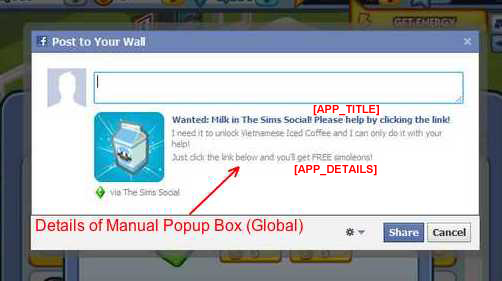 GET ENERGY
Post to Your Wall
[APP_TITLE]
Wanted: Milk in The Sims Social! Please help by clicking the link!
I need it to unlock Vietnamese Iced Coffee and I can only do it with your
help!
Just click the link below and you'll get FREE simoleons!
[APP_DETAILS]
via The Sims Social
Details of Manual Popup Box (Global)
Share
Cancel